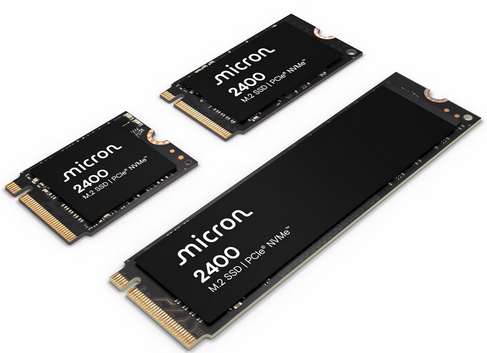 micron
2400
M.2 SSD | PCIe® NVMe™
micron
2400
M.2 SSD | PCIe® NVMe™
micron
2400
M.2 SSD | PCIe® NVMe™